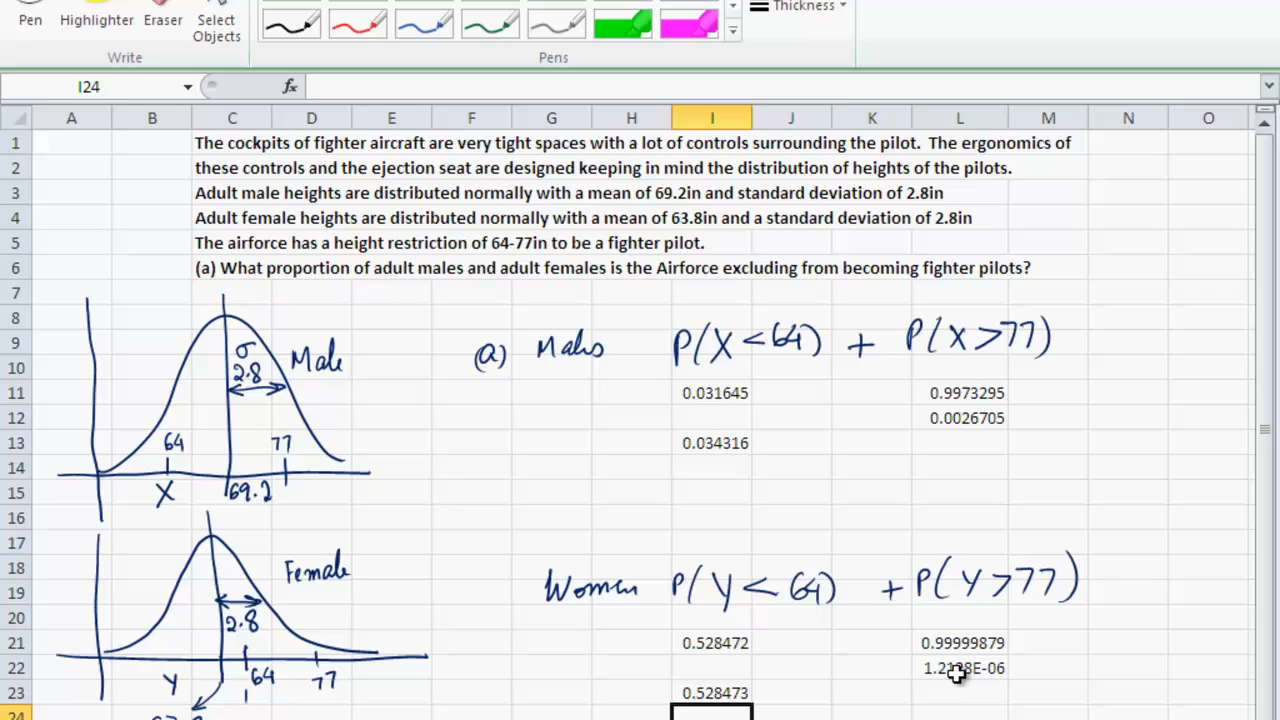 Pen Highlighter Eraser Select Objects
Thickness
Write
Pens
I24
fx
A B C D E F G H I J K L M N O
1 The cockpits of fighter aircraft are very tight spaces with a lot of controls surrounding the pilot. The ergonomics of
2 these controls and the ejection seat are designed keeping in mind the distribution of heights of the pilots.
3 Adult male heights are distributed normally with a mean of 69.2in and standard deviation of 2.8in
4 Adult female heights are distributed normally with a mean of 63.8in and a standard deviation of 2.8in
5 The airforce has a height restriction of 64-77in to be a fighter pilot.
6 (a) What proportion of adult males and adult females is the Airforce excluding from becoming fighter pilots?
7
8
9 σ Male (a) Males P(X<64) + P(X>77)
10 2.8
11 0.031645 0.9973295
12 0.0026705
13 64 77 0.034316
14
15 X 69.2
16
17
18 Female
19 Women P(Y<64) + P(Y>77)
20 2.8
21 0.528472 0.99999879
22 Y 64 77
23 0.528473
24